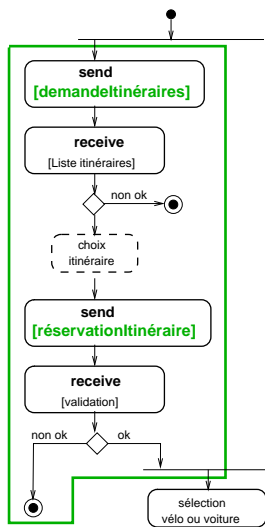 send
[demandeItinéraires]
receive
[Liste itinéraires]
non ok
choix
itinéraire
send
[réservationItinéraire]
receive
[validation]
non ok
ok
sélection
vélo ou voiture